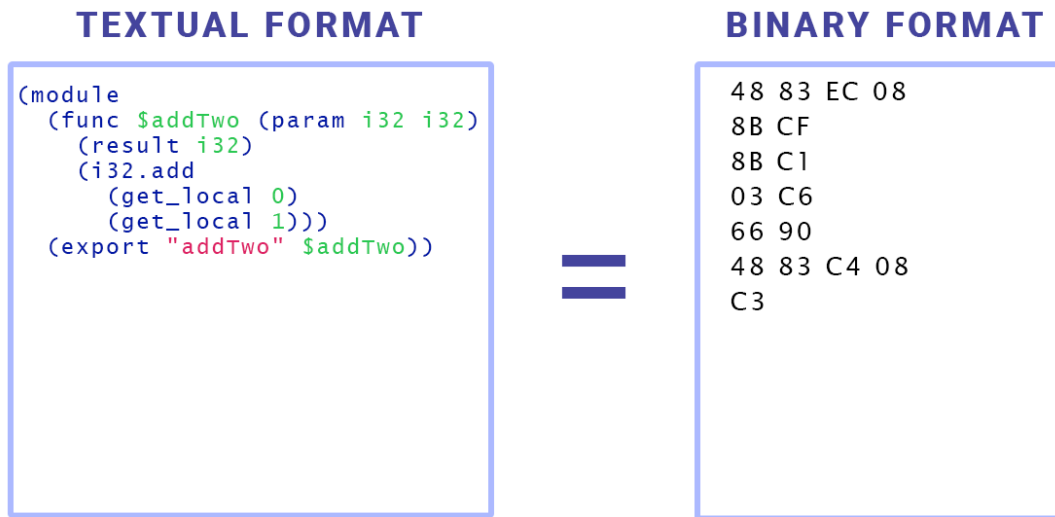 TEXTUAL FORMAT
(module
(func $addTwo (param i32 i32)
(result i32)
(i32.add
(get_local 0)
(get_local 1)))
(export "addTwo" $addTwo))
=
BINARY FORMAT
48 83 EC 08
8B CF
8B C1
03 C6
66 90
48 83 C4 08
C3